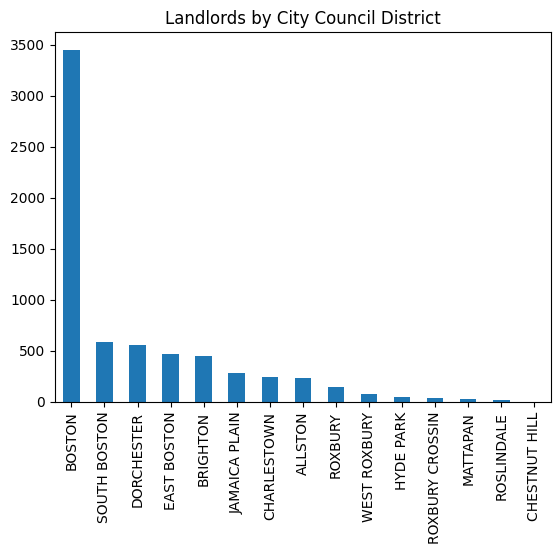 Landlords by City Council District
3500
3000
2500
2000
1500
1000
500
0
BOSTON
SOUTH BOSTON
DORCHESTER
EAST BOSTON
BRIGHTON
JAMAICA PLAIN
CHARLESTOWN
ALLSTON
ROXBURY
WEST ROXBURY
HYDE PARK
ROXBURY CROSSIN
MATTAPAN
ROSLINDALE
CHESTNUT HILL